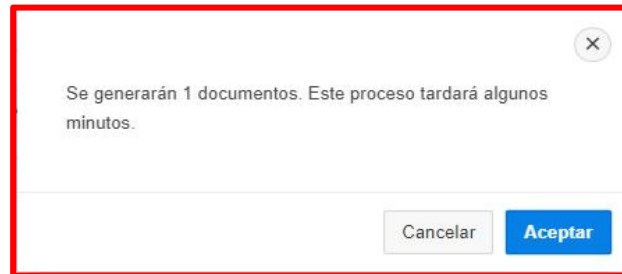 Se generarán 1 documentos. Este proceso tardará algunos
minutos.
Cancelar Aceptar